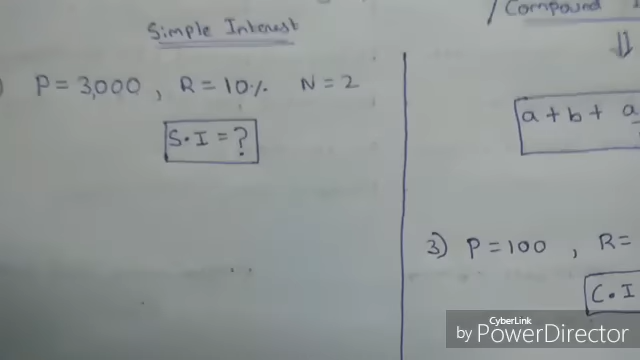 Simple Interest
P = 3,000 , R = 10% N = 2
S.I = ?
/ Compound
⇓
a + b + a
3) P = 100 , R =
C.I
CyberLink
by PowerDirector